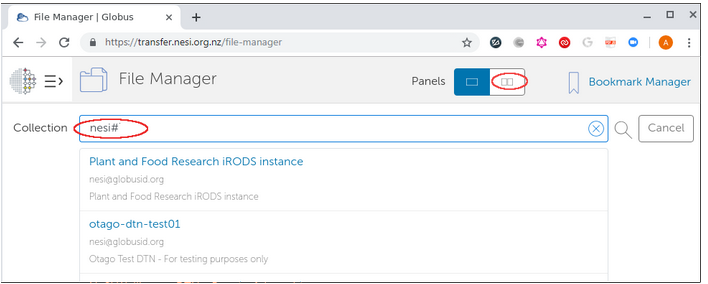 File Manager | Globus
https://transfer.nesi.org.nz/file-manager
A
File Manager
Panels
Bookmark Manager
Collection
nesi#
Cancel
Plant and Food Research iRODS instance
nesi@globusid.org
Plant and Food Research iRODS instance
otago-dtn-test01
nesi@globusid.org
Otago Test DTN - For testing purposes only